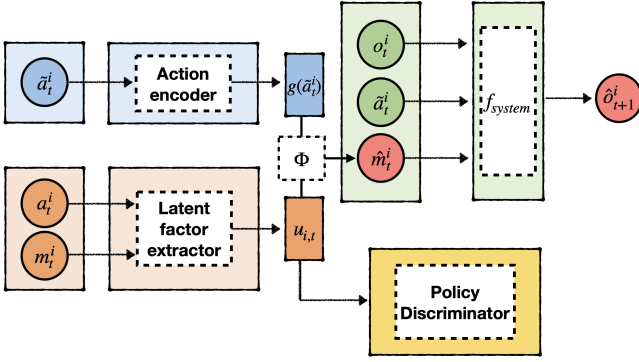 ã_t^i
Action
encoder
g(ã_t^i)
o_t^i
ã_t^i
m̂_t^i
f_system
ô_{t+1}^i
Φ
a_t^i
m_t^i
Latent
factor
extractor
u_{i,t}
Policy
Discriminator